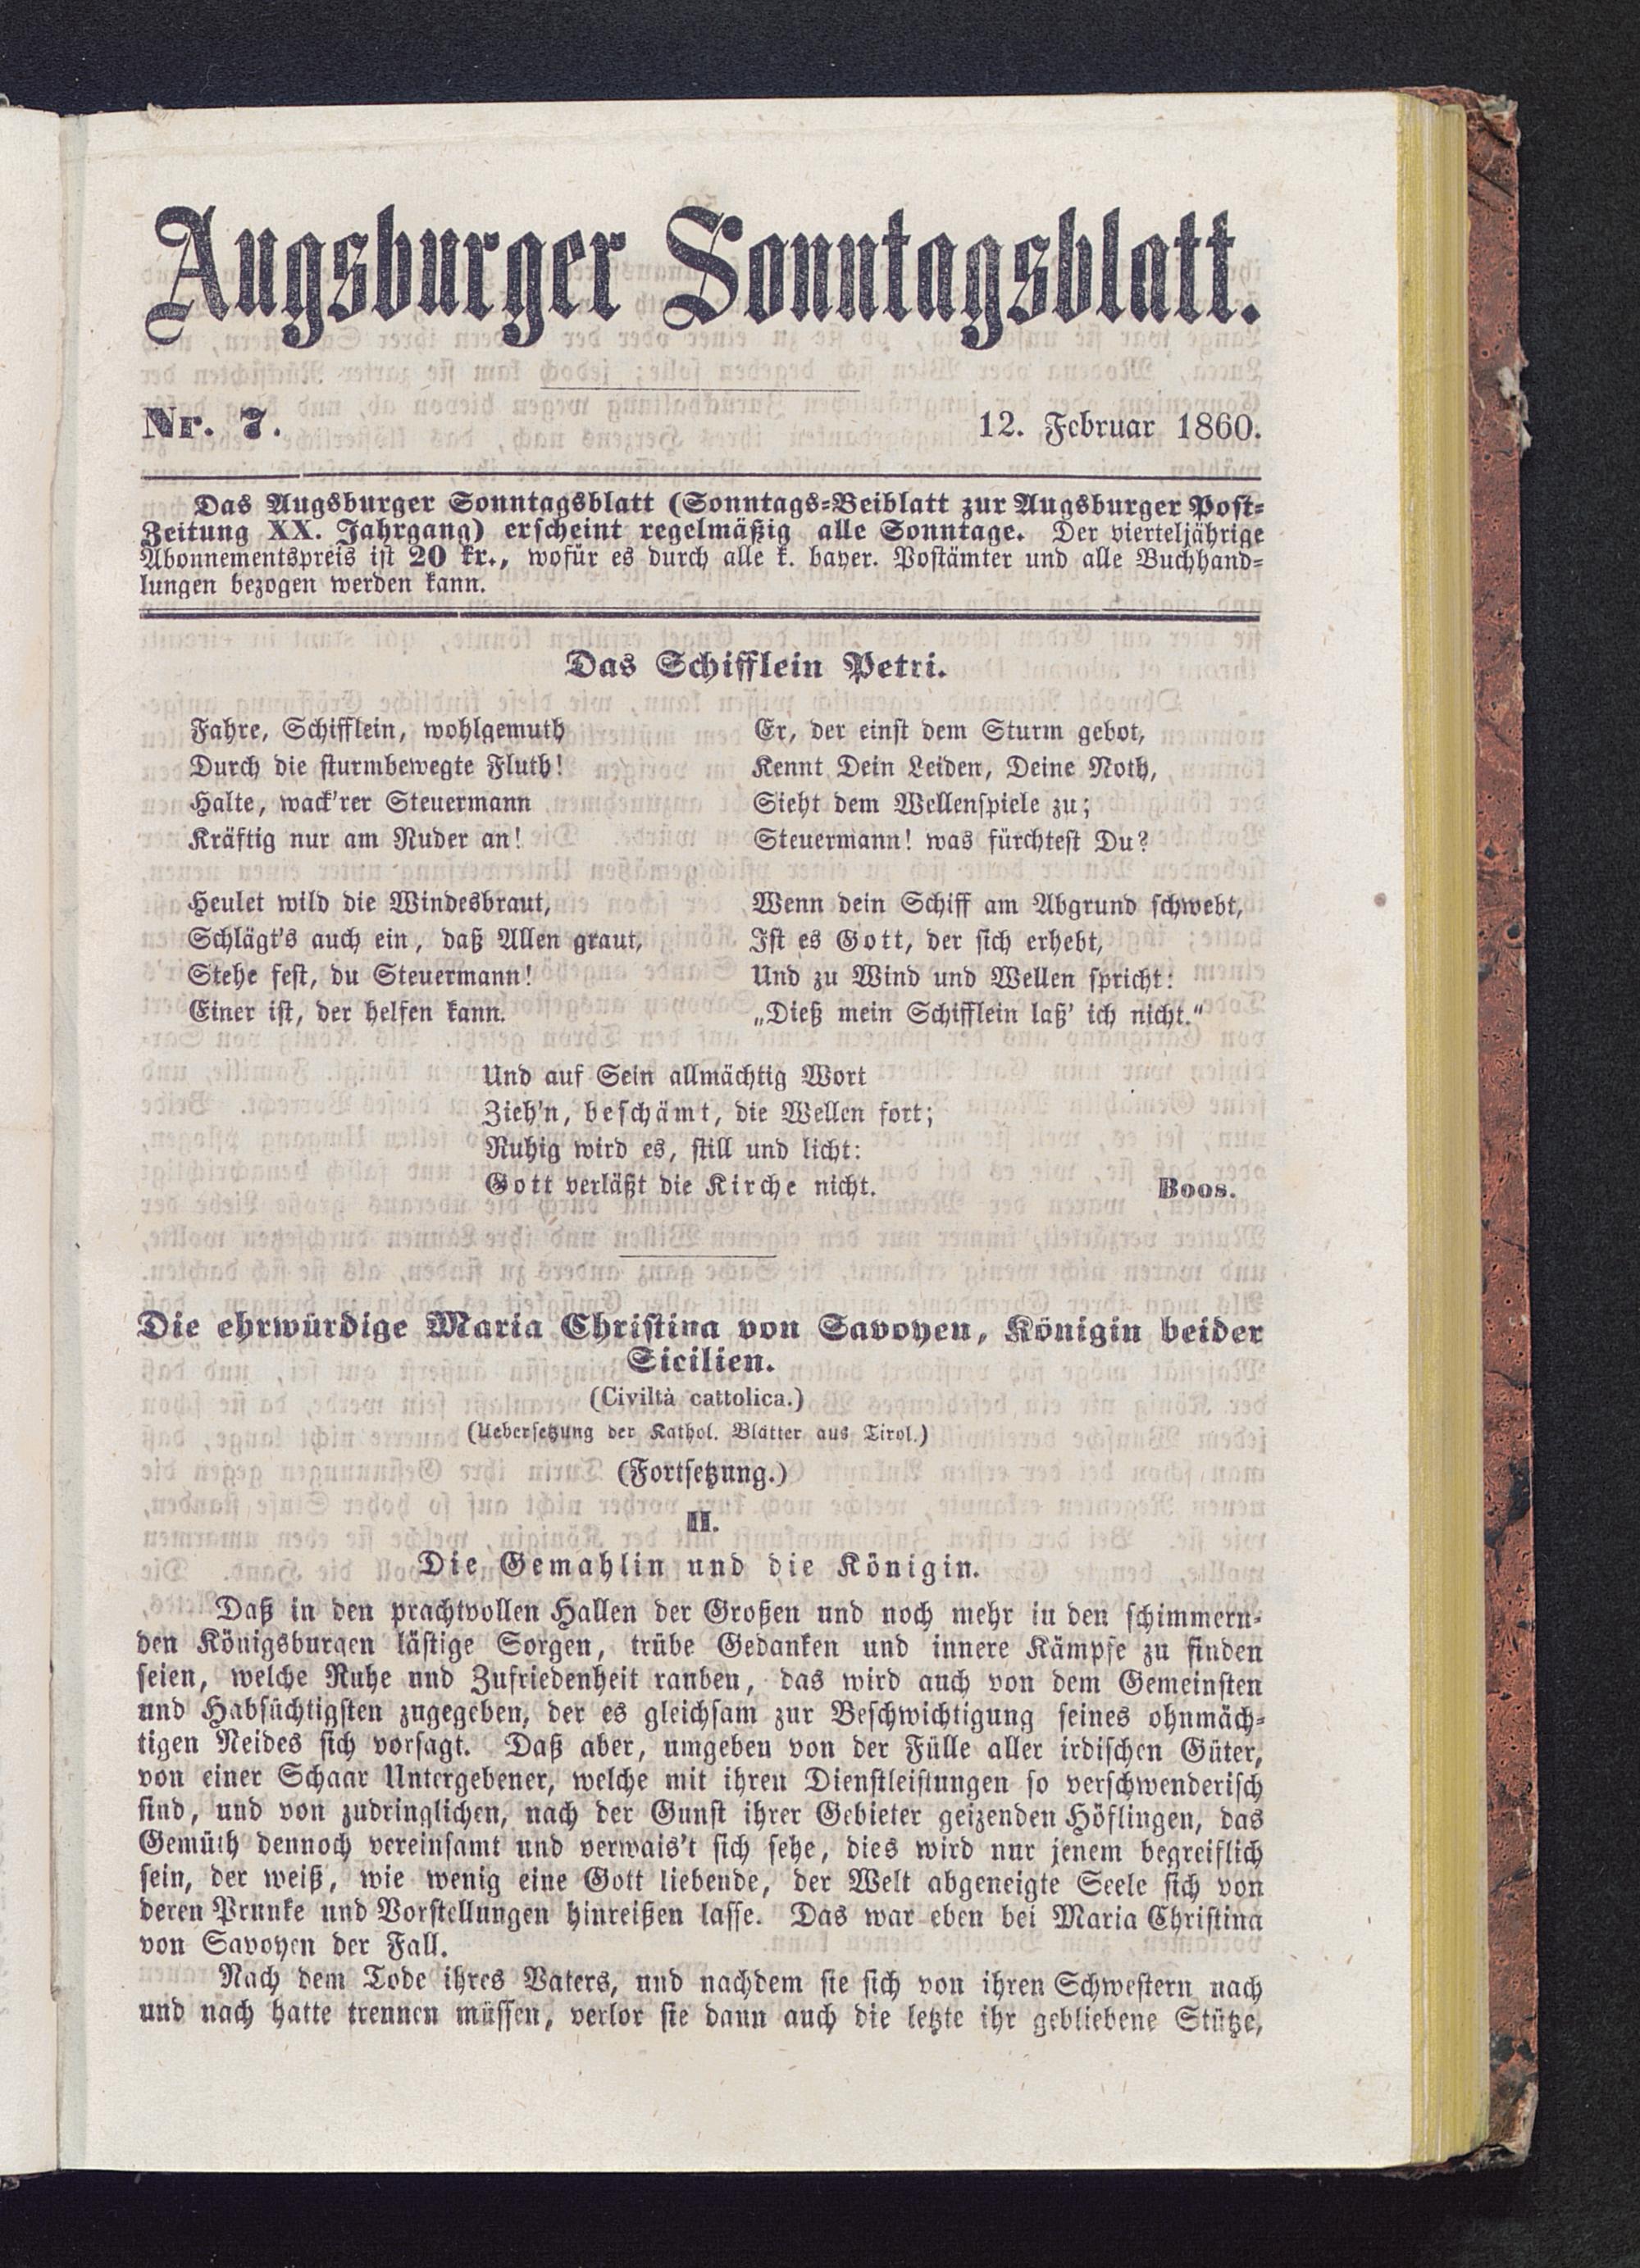 Augsburger Sonntagsblatt.
Nr. 7.
12. Februar 1860.
Das Augsburger Sonntagsblatt (Sonntags-Beiblatt zur Augsburger Post-
Zeitung XX. Jahrgang) erscheint regelmäßig alle Sonntage. Der vierteljährige
Abonnementspreis ist 20 kr., wofür es durch alle k. bayer. Postämter und alle Buchhand-
lungen bezogen werden kann.
Das Schifflein Petri.
Fahre, Schifflein, wohlgemuth
Durch die sturmbewegte Fluth!
Halte, wack'rer Steuermann
Kräftig nur am Ruder an!
Heulet wild die Windesbraut,
Schlägt's auch ein, daß Allen graut,
Stehe fest, du Steuermann!
Einer ist, der helfen kann.
Er, der einst dem Sturm gebot,
Kennt Dein Leiden, Deine Noth,
Sieht dem Wellenspiele zu;
Steuermann! was fürchtest Du?
Wenn dein Schiff am Abgrund schwebt,
Ist es Gott, der sich erhebt,
Und zu Wind und Wellen spricht:
„Dieß mein Schifflein laß' ich nicht.“
Und auf Sein allmächtig Wort
Zieh'n, beschämt, die Wellen fort;
Ruhig wird es, still und licht:
Gott verläßt die Kirche nicht.
Boos.
Die ehrwürdige Maria Christina von Savoyen, Königin beider
Sicilien.
(Civiltà cattolica.)
(Uebersetzung der Kathol. Blätter aus Tirol.)
(Fortsetzung.)
II.
Die Gemahlin und die Königin.
Daß in den prachtvollen Hallen der Großen und noch mehr in den schimmern-
den Königsburgen lästige Sorgen, trübe Gedanken und innere Kämpfe zu finden
seien, welche Ruhe und Zufriedenheit rauben, das wird auch von dem Gemeinsten
und Habsüchtigsten zugegeben, der es gleichsam zur Beschwichtigung seines ohnmäch-
tigen Neides sich vorsagt. Daß aber, umgeben von der Fülle aller irdischen Güter,
von einer Schaar Untergebener, welche mit ihren Dienstleistungen so verschwenderisch
sind, und von zudringlichen, nach der Gunst ihrer Gebieter geizenden Höflingen, das
Gemüth dennoch vereinsamt und verwais't sich sehe, dies wird nur jenem begreiflich
sein, der weiß, wie wenig eine Gott liebende, der Welt abgeneigte Seele sich von
deren Prunke und Vorstellungen hinreißen lasse. Das war eben bei Maria Christina
von Savoyen der Fall.
Nach dem Tode ihres Vaters, und nachdem sie sich von ihren Schwestern nach
und nach hatte trennen müssen, verlor sie dann auch die letzte ihr gebliebene Stütze,